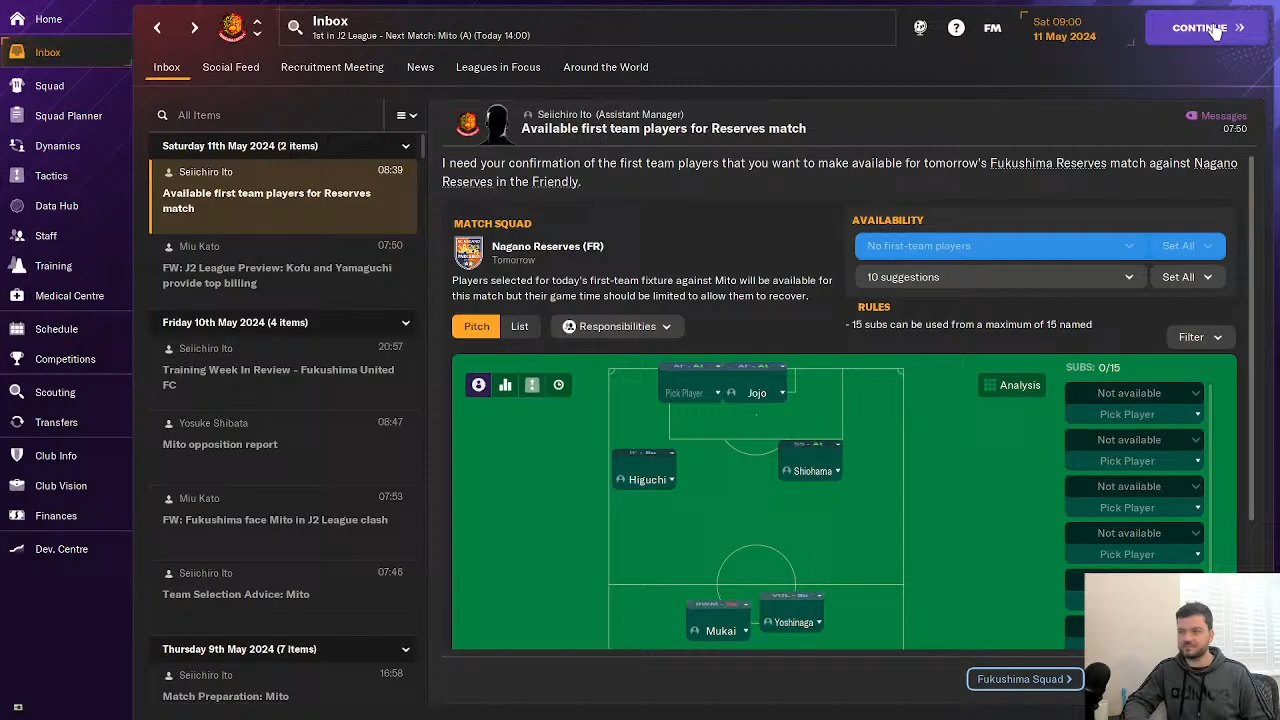 Home
Inbox
1st in J2 League - Next Match: Mito (A) (Today 14:00)
?
FM
Sat 09:00
11 May 2024
CONTINUE
Inbox
Squad
Squad Planner
Dynamics
Tactics
Data Hub
Staff
Training
Medical Centre
Schedule
Competitions
Scouting
Transfers
Club Info
Club Vision
Finances
Dev. Centre
Inbox
Social Feed
Recruitment Meeting
News
Leagues in Focus
Around the World
All Items
Saturday 11th May 2024 (2 items)
Seiichiro Ito
08:39
Available first team players for Reserves
match
Miu Kato
07:50
FW: J2 League Preview: Kofu and Yamaguchi
provide top billing
Friday 10th May 2024 (4 items)
Seiichiro Ito
20:57
Training Week In Review - Fukushima United
FC
Yosuke Shibata
08:47
Mito opposition report
Miu Kato
07:53
FW: Fukushima face Mito in J2 League clash
Seiichiro Ito
07:46
Team Selection Advice: Mito
Thursday 9th May 2024 (7 Items)
Seiichiro Ito
16:58
Match Preparation: Mito
Seiichiro Ito (Assistant Manager)
Available first team players for Reserves match
Messages
07:50
I need your confirmation of the first team players that you want to make available for tomorrow's Fukushima Reserves match against Nagano
Reserves in the Friendly.
MATCH SQUAD
Nagano Reserves (FR)
Tomorrow
Players selected for today's first-team fixture against Mito will be available for
this match but their game time should be limited to allow them to recover.
AVAILABILITY
No first-team players
Set All
10 suggestions
Set All
RULES
- 15 subs can be used from a maximum of 15 named
Pitch
List
Responsibilities
Filter
Analysis
SUBS: 0/15
Not available
Pick Player
Not available
Pick Player
Not available
Pick Player
Not available
Pick Player
Pick Player
Jojo
Higuchi
SS - At
Shiohama
Mukai
VOL - Su
Yoshinaga
Fukushima Squad
adidas